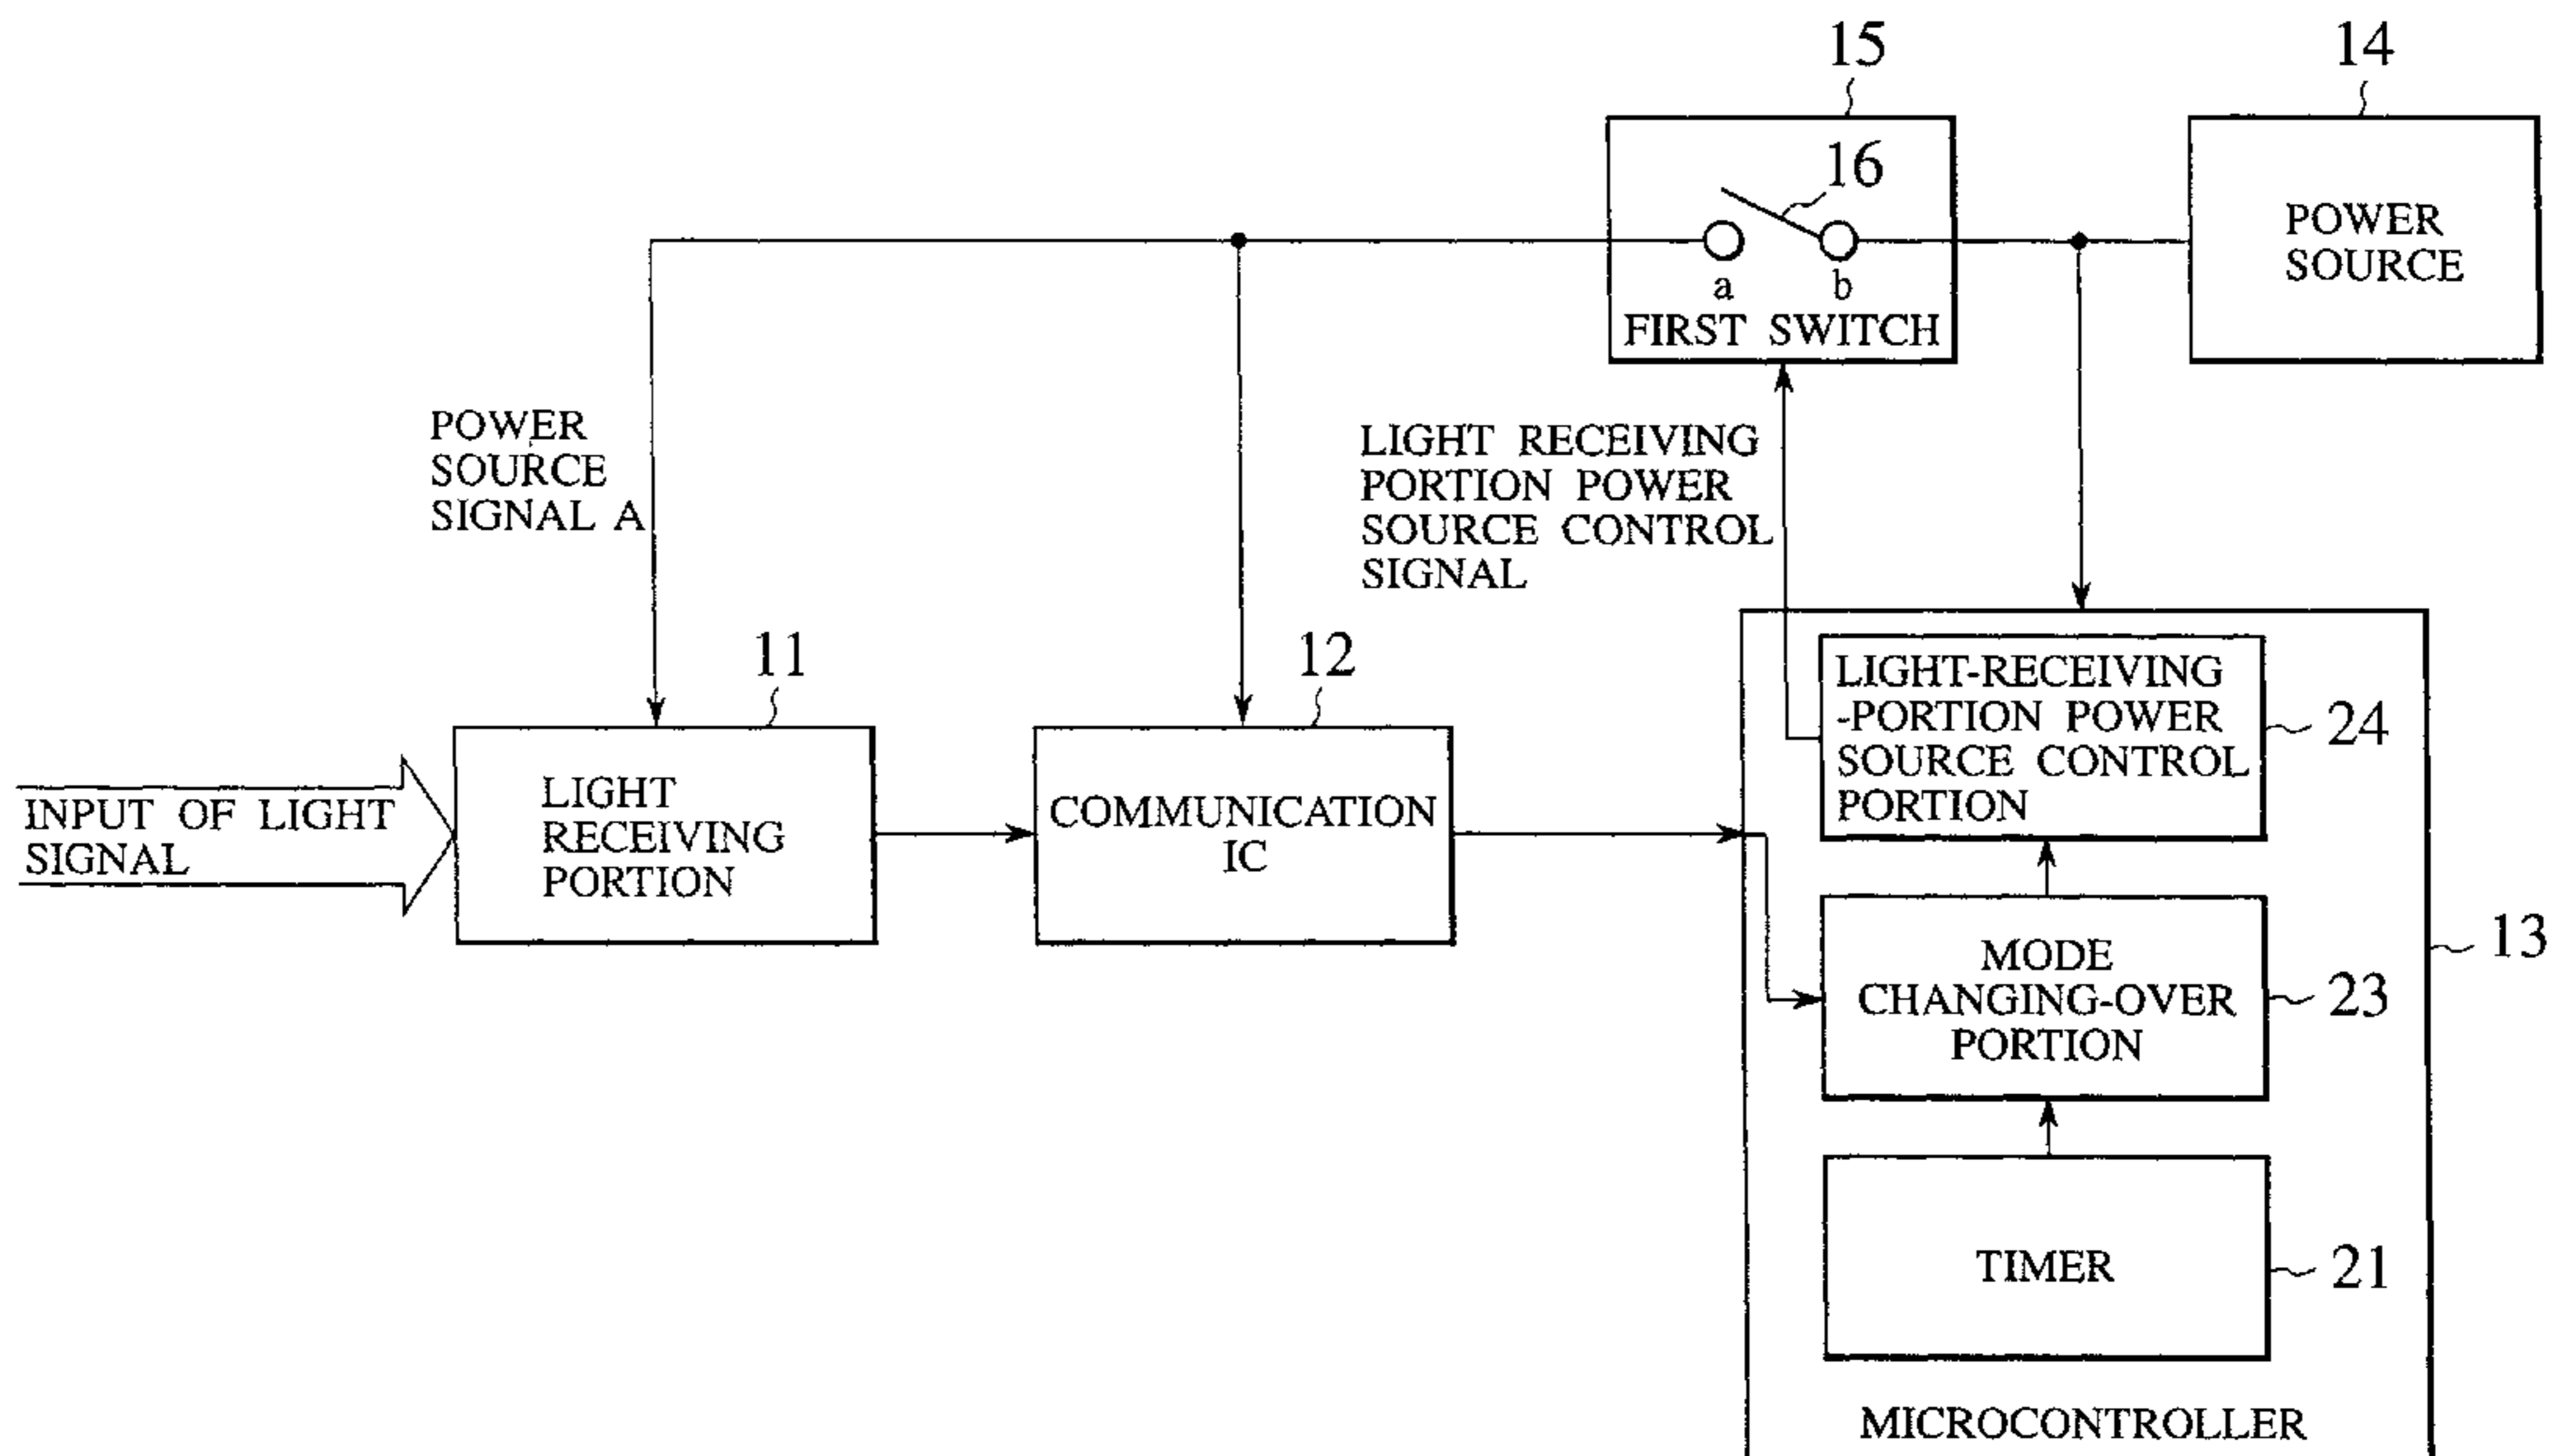 15
14
16
POWER
SOURCE
a
b
FIRST SWITCH
POWER
SOURCE
SIGNAL A
LIGHT RECEIVING
PORTION POWER
SOURCE CONTROL
SIGNAL
11
12
LIGHT-RECEIVING
-PORTION POWER
SOURCE CONTROL
PORTION
24
INPUT OF LIGHT
SIGNAL
LIGHT
RECEIVING
PORTION
COMMUNICATION
IC
13
MODE
CHANGING-OVER
PORTION
23
TIMER
21
MICROCONTROLLER